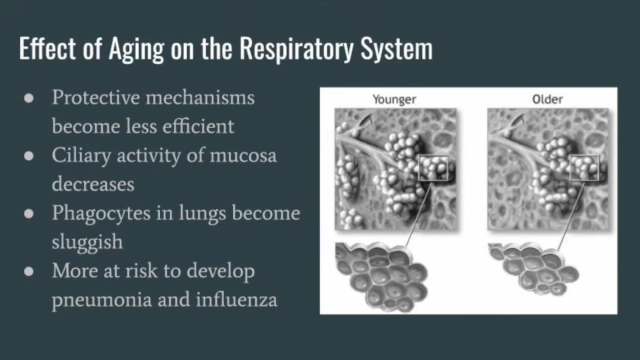 Effect of Aging on the Respiratory System
● Protective mechanisms
become less efficient
● Ciliary activity of mucosa
decreases
● Phagocytes in lungs become
sluggish
● More at risk to develop
pneumonia and influenza
Younger
Older